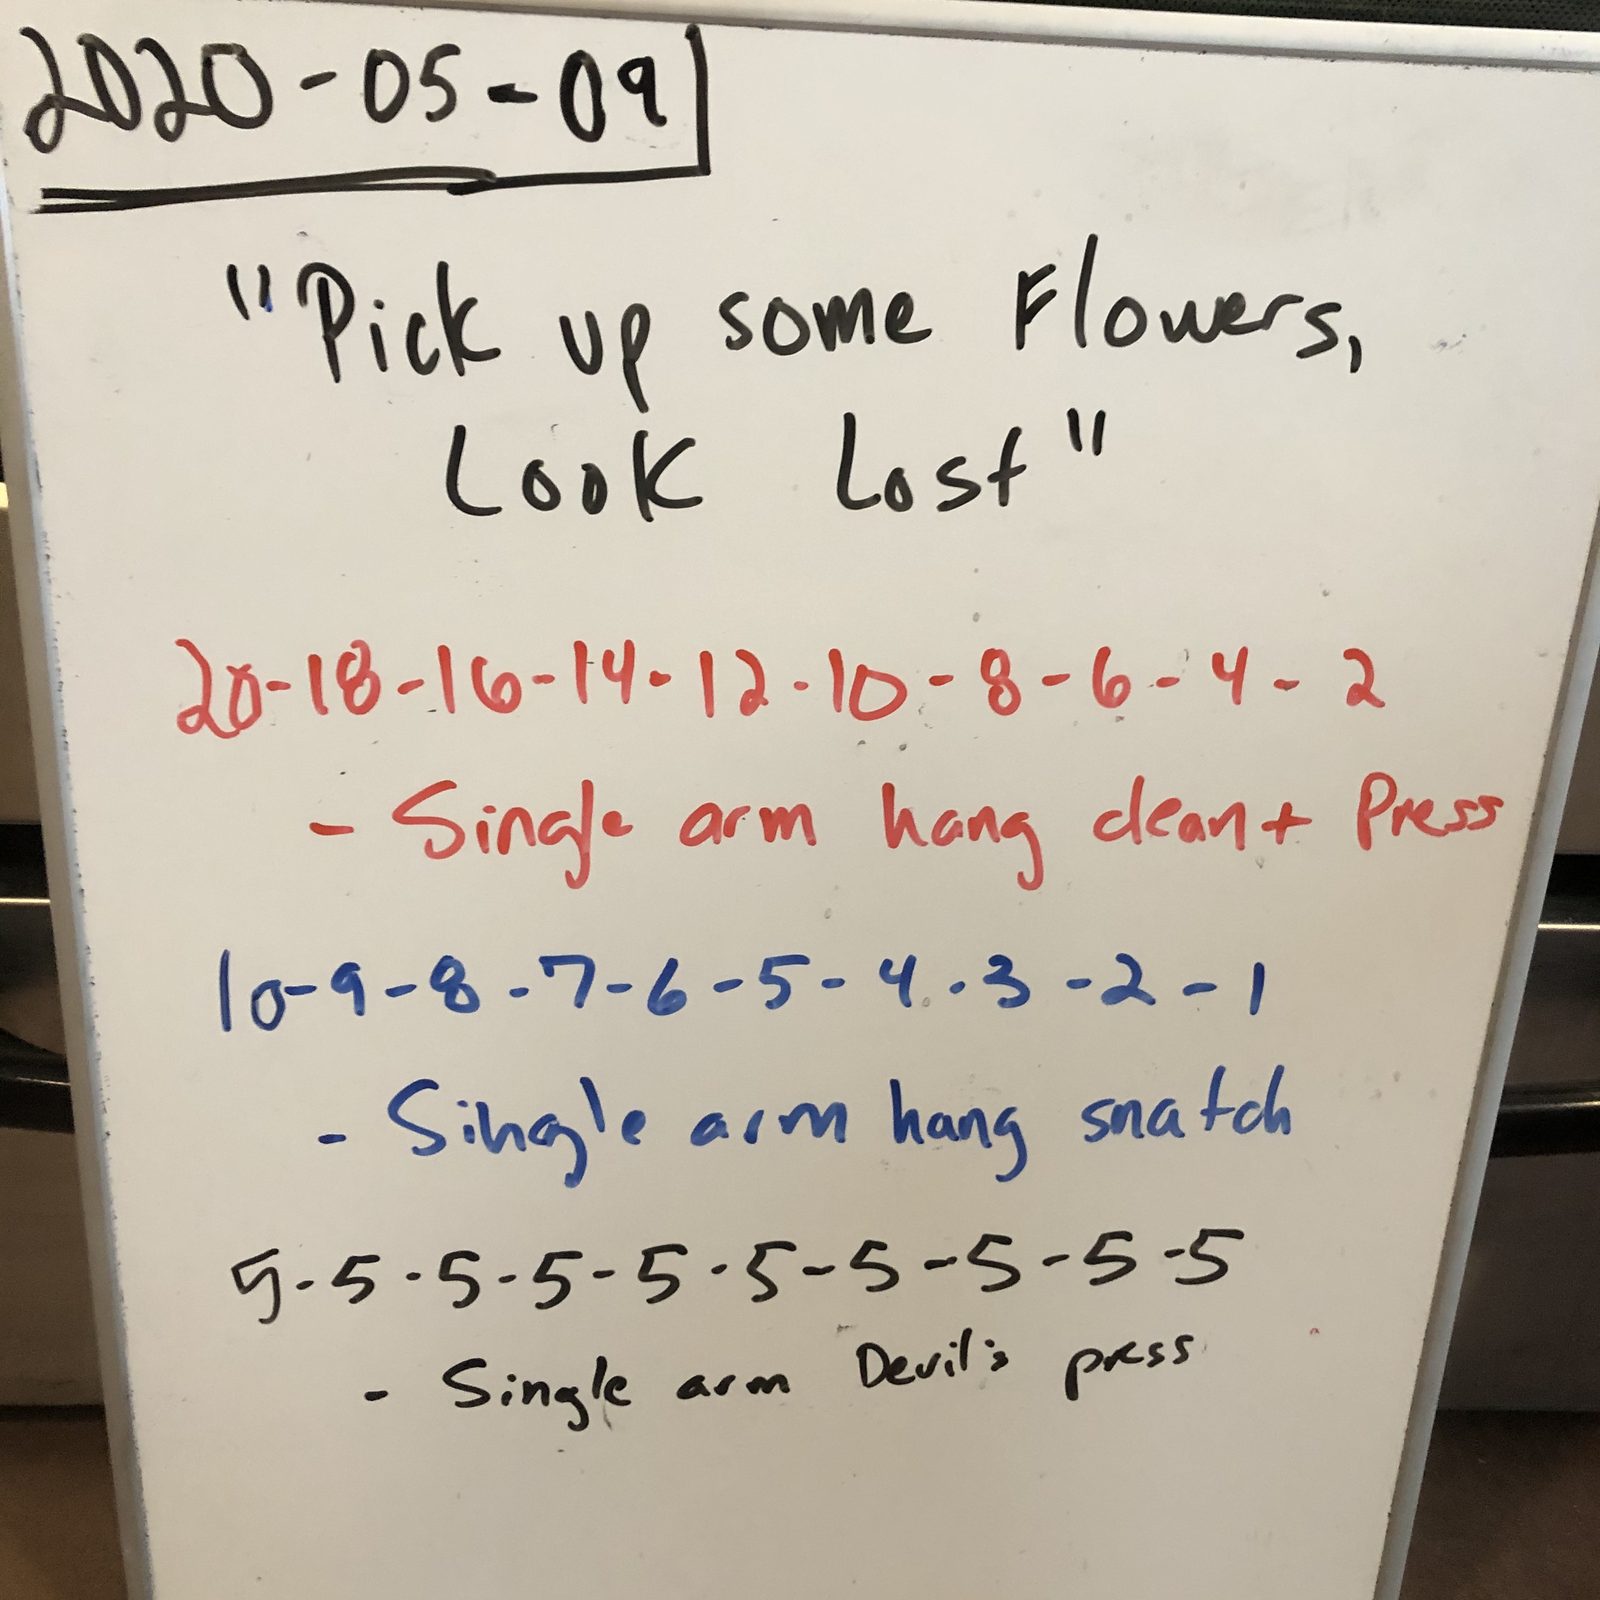 2020-05-09
"Pick up some Flowers,
Look Lost"
20-18-16-14-12-10-8-6-4-2
- Single arm hang clean + Press
10-9-8-7-6-5-4-3-2-1
- Single arm hang snatch
5-5-5-5-5-5-5-5-5-5
- Single arm Devil's press